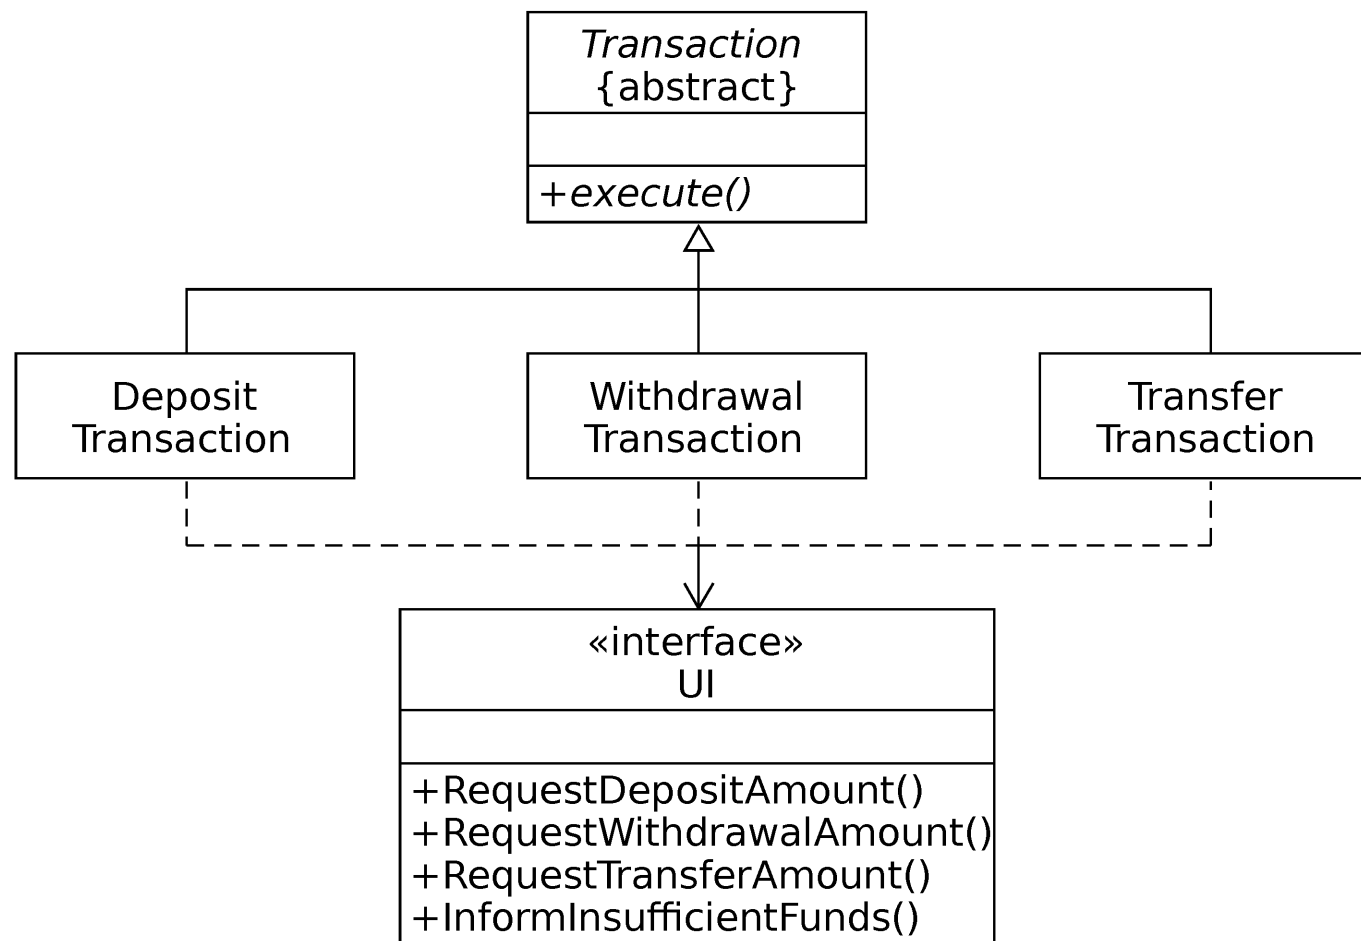 Transaction
{abstract}
+execute()
Deposit
Transaction
Withdrawal
Transaction
Transfer
Transaction
«interface»
UI
+RequestDepositAmount()
+RequestWithdrawalAmount()
+RequestTransferAmount()
+InformInsufficientFunds()